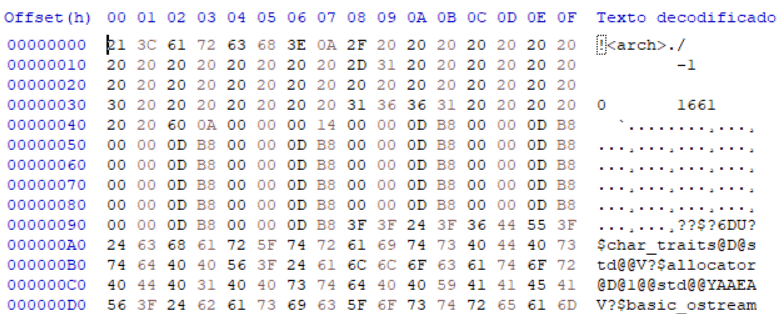 Offset(h) 00 01 02 03 04 05 06 07 08 09 0A 0B 0C 0D 0E 0F Texto decodificado
00000000 21 3C 61 72 63 68 3E 0A 2F 20 20 20 20 20 20 20 !<arch>./
00000010 20 20 20 20 20 20 20 20 2D 31 20 20 20 20 20 20 -1
00000020 20 20 20 20 20 20 20 20 20 20 20 20 20 20 20 20
00000030 30 20 20 20 20 20 20 20 31 36 36 31 20 20 20 20 0 1661
00000040 20 20 60 0A 00 00 00 14 00 00 0D B8 00 00 0D B8 `........¸...¸
00000050 00 00 0D B8 00 00 0D B8 00 00 0D B8 00 00 0D B8 ...¸...¸...¸...¸
00000060 00 00 0D B8 00 00 0D B8 00 00 0D B8 00 00 0D B8 ...¸...¸...¸...¸
00000070 00 00 0D B8 00 00 0D B8 00 00 0D B8 00 00 0D B8 ...¸...¸...¸...¸
00000080 00 00 0D B8 00 00 0D B8 00 00 0D B8 00 00 0D B8 ...¸...¸...¸...¸
00000090 00 00 0D B8 00 00 0D B8 3F 3F 24 3F 36 44 55 3F ...¸...¸??$?6DU?
000000A0 24 63 68 61 72 5F 74 72 61 69 74 73 40 44 40 73 $char_traits@D@s
000000B0 74 64 40 40 56 3F 24 61 6C 6C 6F 63 61 74 6F 72 td@@V?$allocator
000000C0 40 44 40 31 40 40 73 74 64 40 40 59 41 41 45 41 @D@1@@std@@YAAEA
000000D0 56 3F 24 62 61 73 69 63 5F 6F 73 74 72 65 61 6D V?$basic_ostream